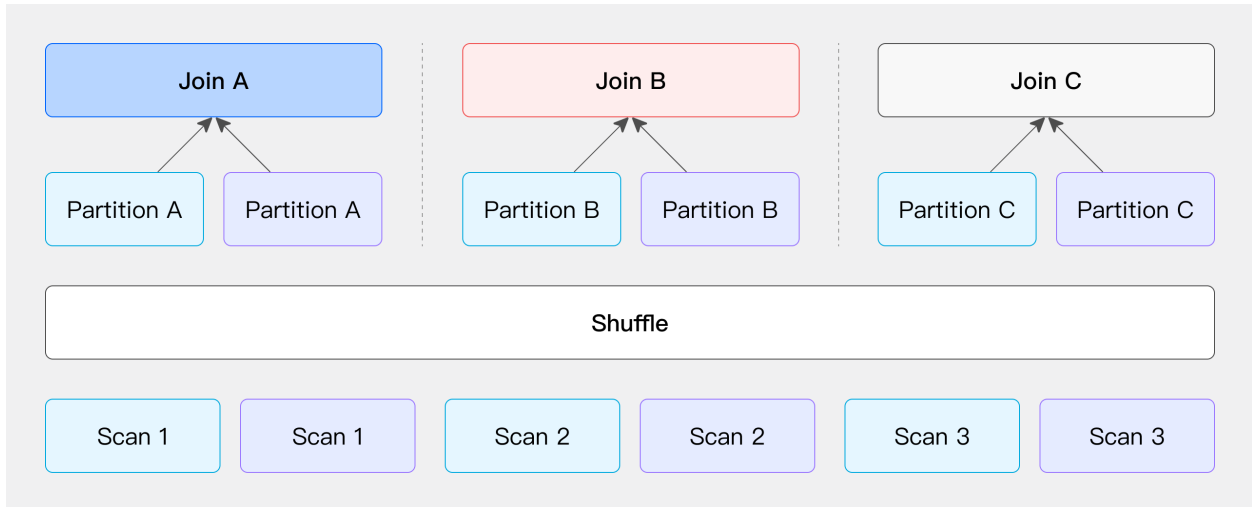 Join A
Join B
Join C
Partition A
Partition A
Partition B
Partition B
Partition C
Partition C
Shuffle
Scan 1
Scan 1
Scan 2
Scan 2
Scan 3
Scan 3